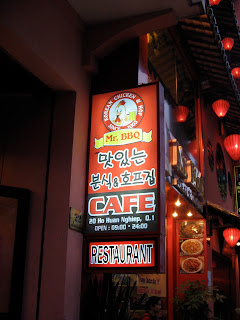 KOREAN CHICKEN & HOF
Mr. BBQ
맛있는
분식&호프집
CAFE
20 Ho Huan Nghiep, Q.1
OPEN : 09:00 - 24:00
RESTAURANT